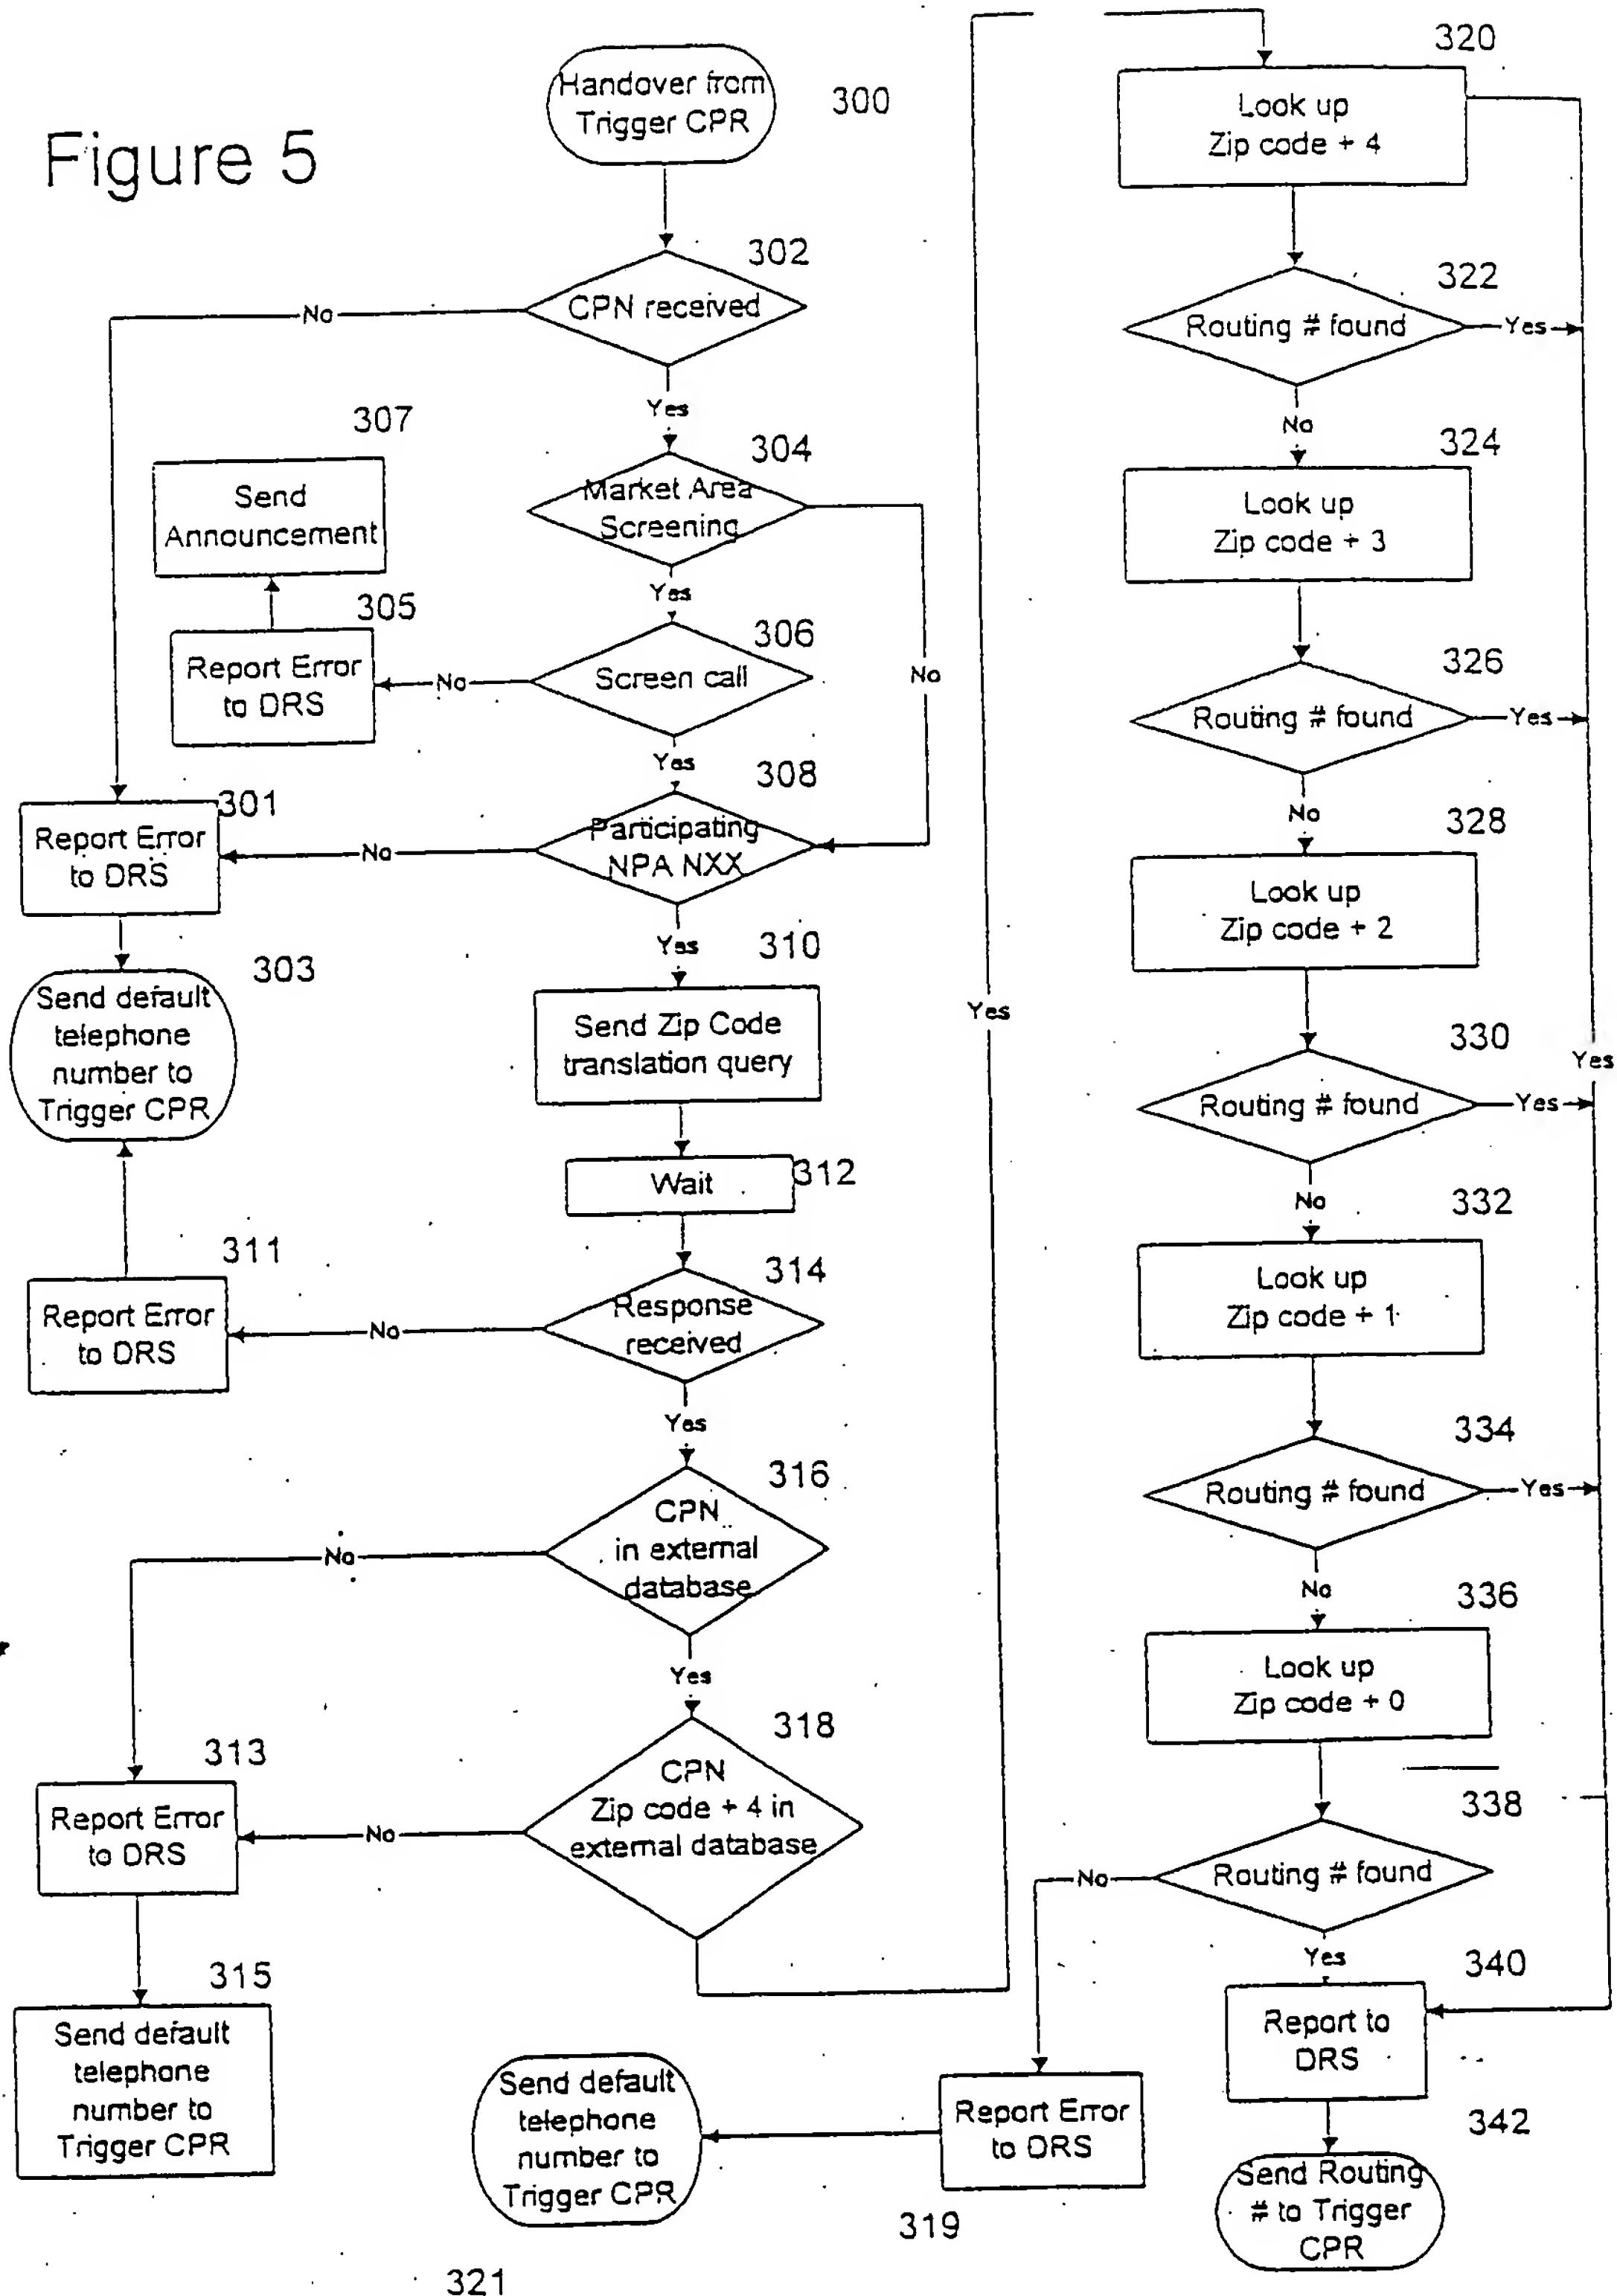 Figure 5
Handover from
Trigger CPR
300
302
CPN received
No
Yes
304
Market Area
Screening
No
Yes
307
Send
Announcement
305
Report Error
to DRS
No
306
Screen call
Yes
301
Report Error
to DRS
No
308
Participating
NPA NXX
Yes
303
Send default
telephone
number to
Trigger CPR
310
Send Zip Code
translation query
Wait
312
311
Report Error
to DRS
No
314
Response
received
Yes
316
CPN
in external
database
No
Yes
313
Report Error
to DRS
No
318
CPN
Zip code + 4 in
external database
Yes
315
Send default
telephone
number to
Trigger CPR
320
Look up
Zip code + 4
322
Routing # found
Yes
No
324
Look up
Zip code + 3
326
Routing # found
Yes
No
328
Look up
Zip code + 2
330
Routing # found
Yes
Yes
No
332
Look up
Zip code + 1
334
Routing # found
Yes
No
336
Look up
Zip code + 0
338
Routing # found
No
Yes
340
Report to
DRS
342
Send Routing
# to Trigger
CPR
Report Error
to DRS
319
Send default
telephone
number to
Trigger CPR
321